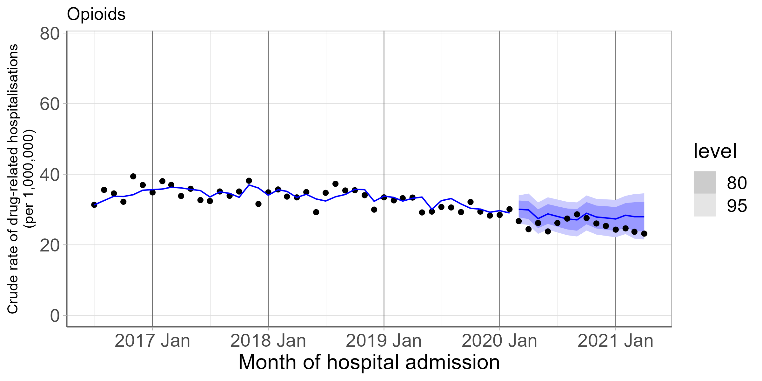 Opioids
Crude rate of drug-related hospitalisations
(per 1,000,000)
80
60
40
20
0
2017 Jan 2018 Jan 2019 Jan 2020 Jan 2021 Jan
Month of hospital admission
level
80
95